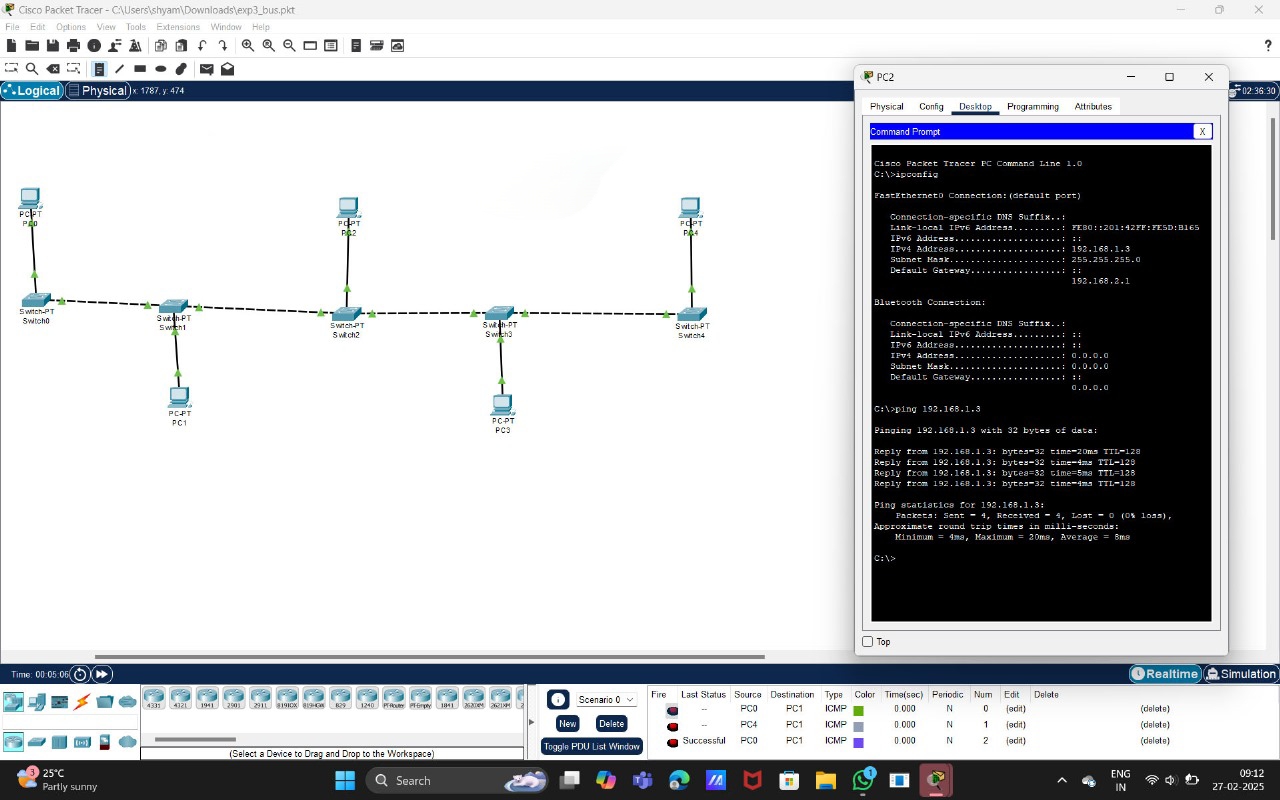 Cisco Packet Tracer - C:\Users\shyam\Downloads\exp3_bus.pkt
File Edit Options View Tools Extensions Window Help
?
Logical Physical x: 1787, y: 474
02:36:30
PC-PT
PC2
PC-PT
PC4
Switch-PT
Switch0
Switch-PT
Switch1
Switch-PT
Switch2
Switch-PT
Switch3
Switch-PT
Switch4
PC-PT
PC1
PC-PT
PC3
PC2
Physical Config Desktop Programming Attributes
Command Prompt X
Cisco Packet Tracer PC Command Line 1.0
C:\>ipconfig
FastEthernet0 Connection:(default port)
Connection-specific DNS Suffix..:
Link-local IPv6 Address.........: FE80::201:42FF:FE5D:B165
IPv6 Address....................: ::
IPv4 Address....................: 192.168.1.3
Subnet Mask.....................: 255.255.255.0
Default Gateway.................: ::
192.168.2.1
Bluetooth Connection:
Connection-specific DNS Suffix..:
Link-local IPv6 Address.........: ::
IPv6 Address....................: ::
IPv4 Address....................: 0.0.0.0
Subnet Mask.....................: 0.0.0.0
Default Gateway.................: ::
0.0.0.0
C:\>ping 192.168.1.3
Pinging 192.168.1.3 with 32 bytes of data:
Reply from 192.168.1.3: bytes=32 time=20ms TTL=128
Reply from 192.168.1.3: bytes=32 time=4ms TTL=128
Reply from 192.168.1.3: bytes=32 time=5ms TTL=128
Reply from 192.168.1.3: bytes=32 time=4ms TTL=128
Ping statistics for 192.168.1.3:
Packets: Sent = 4, Received = 4, Lost = 0 (0% loss),
Approximate round trip times in milli-seconds:
Minimum = 4ms, Maximum = 20ms, Average = 8ms
C:\>
Top
Time: 00:05:06
Realtime Simulation
4331 4321 1941 2901 2911 819IOX 819HGW 829 1240 PT-Router PT-Empty 1841 2620XM 2621XM
(Select a Device to Drag and Drop to the Workspace)
Scenario 0
New Delete
Toggle PDU List Window
Fire Last Status Source Destination Type Color Time(sec) Periodic Num Edit Delete
-- PC0 PC1 ICMP 0.000 N 0 (edit) (delete)
-- PC4 PC1 ICMP 0.000 N 1 (edit) (delete)
Successful PC0 PC1 ICMP 0.000 N 2 (edit) (delete)
3
25°C
Partly sunny
Search
1
ENG
IN
09:12
27-02-2025